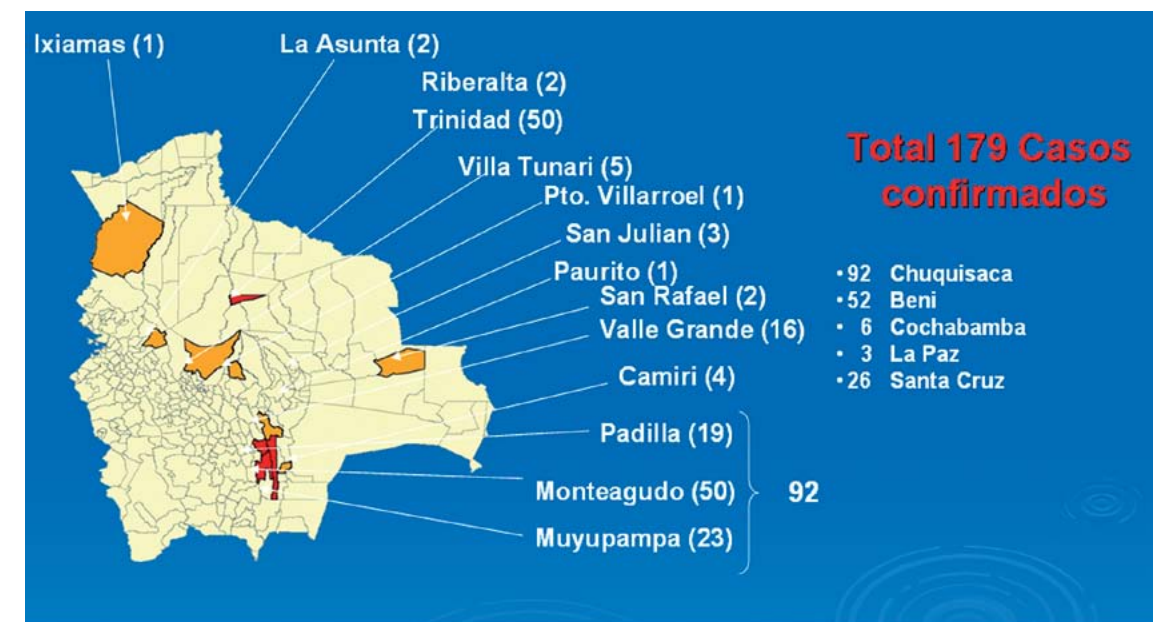 Ixiamas (1)
La Asunta (2)
Riberalta (2)
Trinidad (50)
Villa Tunari (5)
Pto. Villarroel (1)
San Julian (3)
Paurito (1)
San Rafael (2)
Valle Grande (16)
Camiri (4)
Padilla (19)
Monteagudo (50)
Muyupampa (23)
92
Total 179 Casos
confirmados
• 92 Chuquisaca
• 52 Beni
• 6 Cochabamba
• 3 La Paz
• 26 Santa Cruz